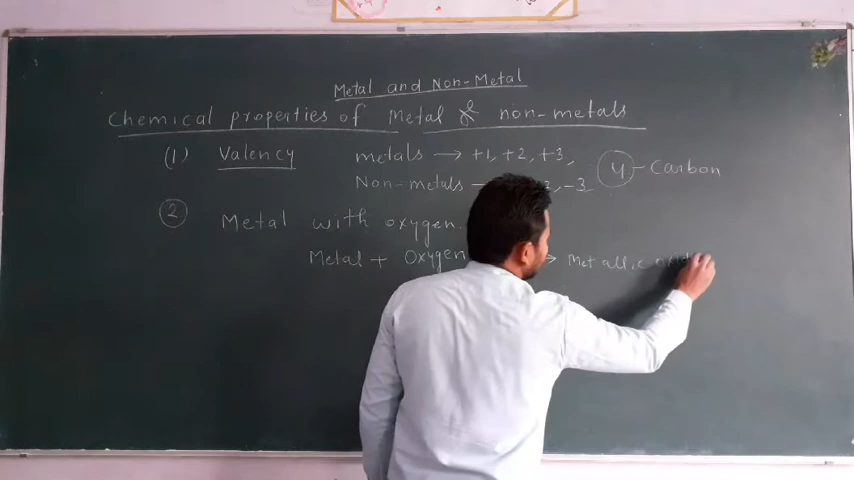 Metal and Non-Metal
Chemical properties of Metal & non-metals
(1) Valency metals → +1, +2, +3,
Non-metals – , -3 4 - Carbon
2 Metal with oxygen.
Metal + Oxygen → Metallic